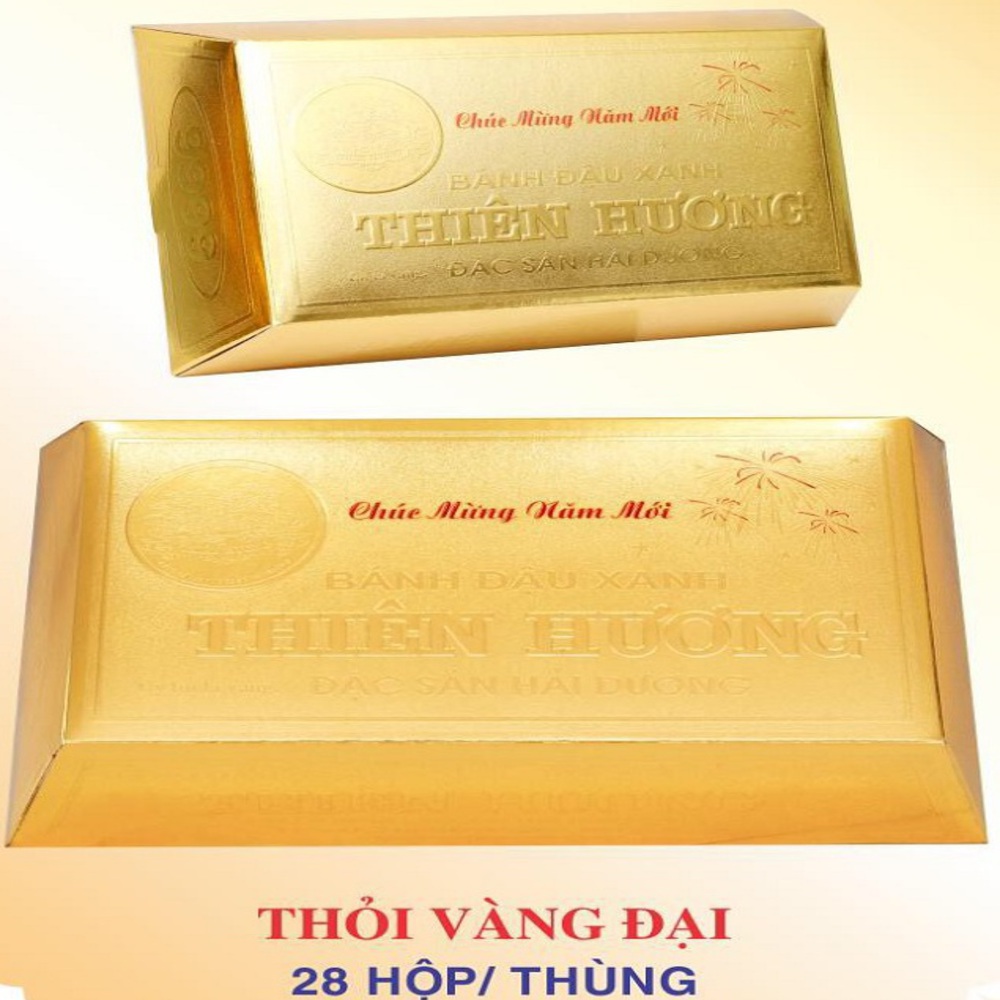 Chúc Mừng Năm Mới
BÁNH ĐẬU XANH
THIÊN HƯƠNG
ĐẶC SẢN HẢI DƯƠNG
Chúc Mừng Năm Mới
BÁNH ĐẬU XANH
THIÊN HƯƠNG
ĐẶC SẢN HẢI DƯƠNG
THỎI VÀNG ĐẠI
28 HỘP/ THÙNG